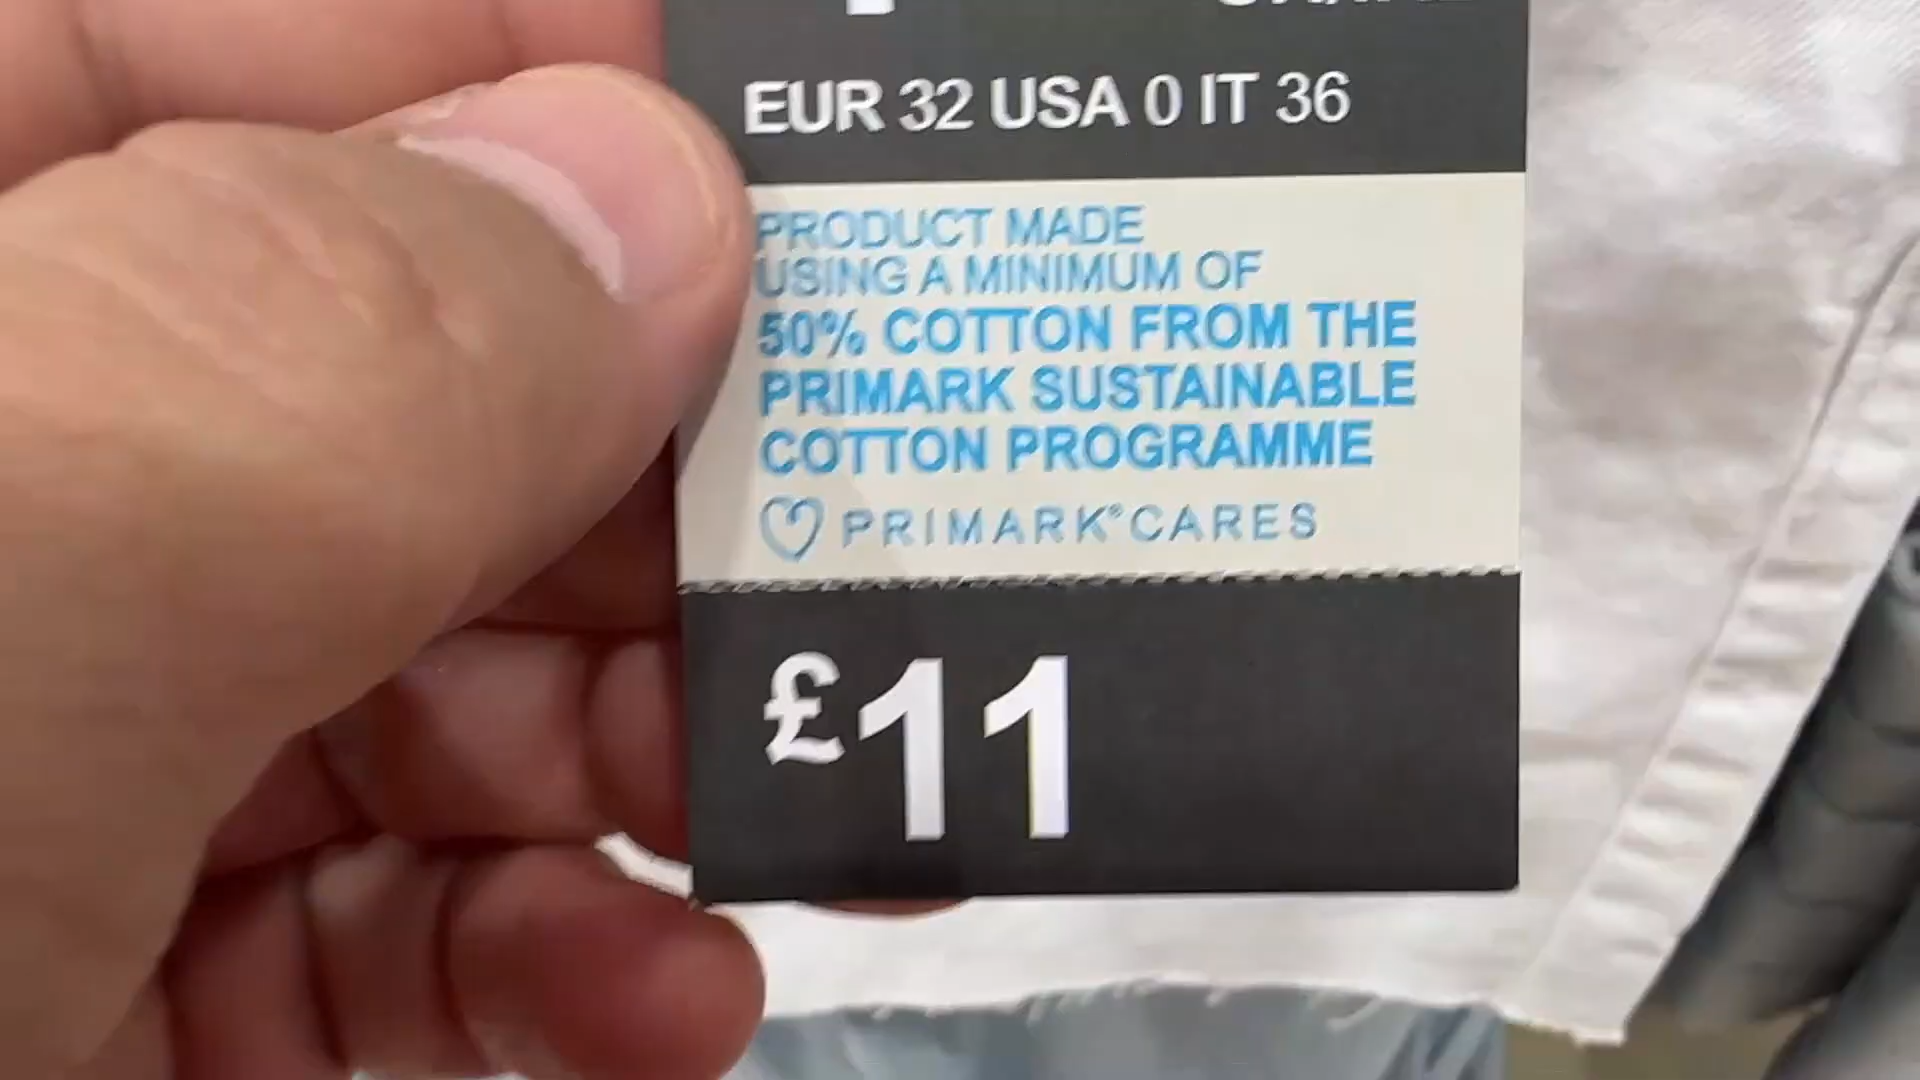 EUR 32 USA 0 IT 36
PRODUCT MADE
USING A MINIMUM OF
50% COTTON FROM THE
PRIMARK SUSTAINABLE
COTTON PROGRAMME
PRIMARK®CARES
£11